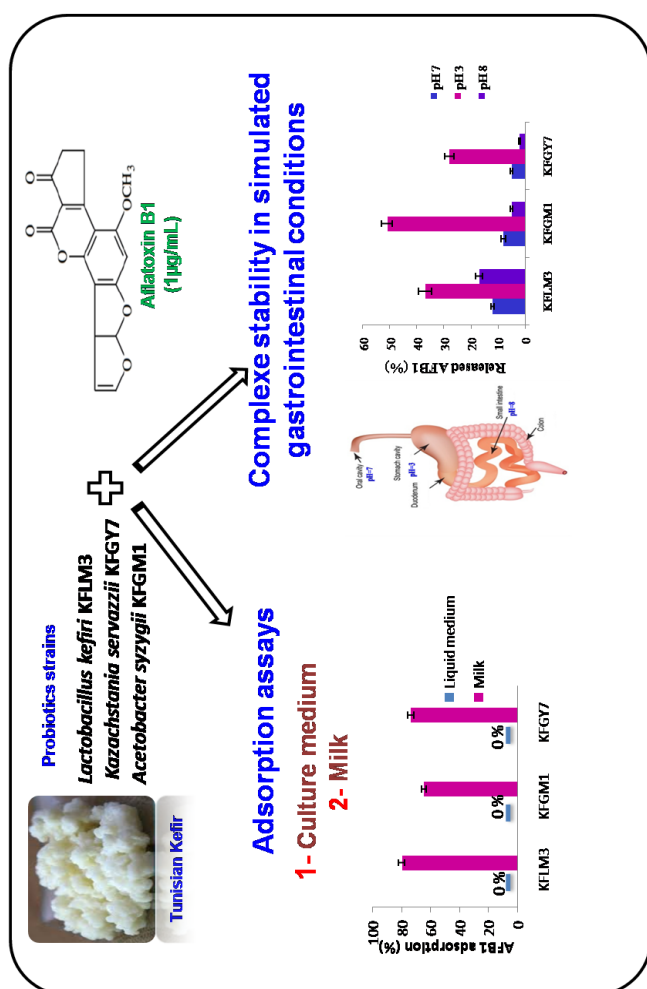 Tunisian Kefir
Probiotics strains
Lactobacillus kefiri KFLM3
Kazachstania servazzii KFGY7
Acetobacter syzygii KFGM1
O
O
O
OCH3
O
O
Aflatoxin B1
(1µg/mL)
Adsorption assays
1- Culture medium
2- Milk
Complexe stability in simulated
gastrointestinal conditions
AFB1 adsorption (%)
100
80
60
40
20
0
0%
0%
0%
KFLM3
KFGM1
KFGY7
Liquid medium
Milk
Oral cavity
pH=7
Stomach cavity
pH=3
Duodenum
Small intestine
pH=8
Colon
Released AFB1 (%)
60
50
40
30
20
10
0
KFLM3
KFGM1
KFGY7
pH7
pH3
pH8